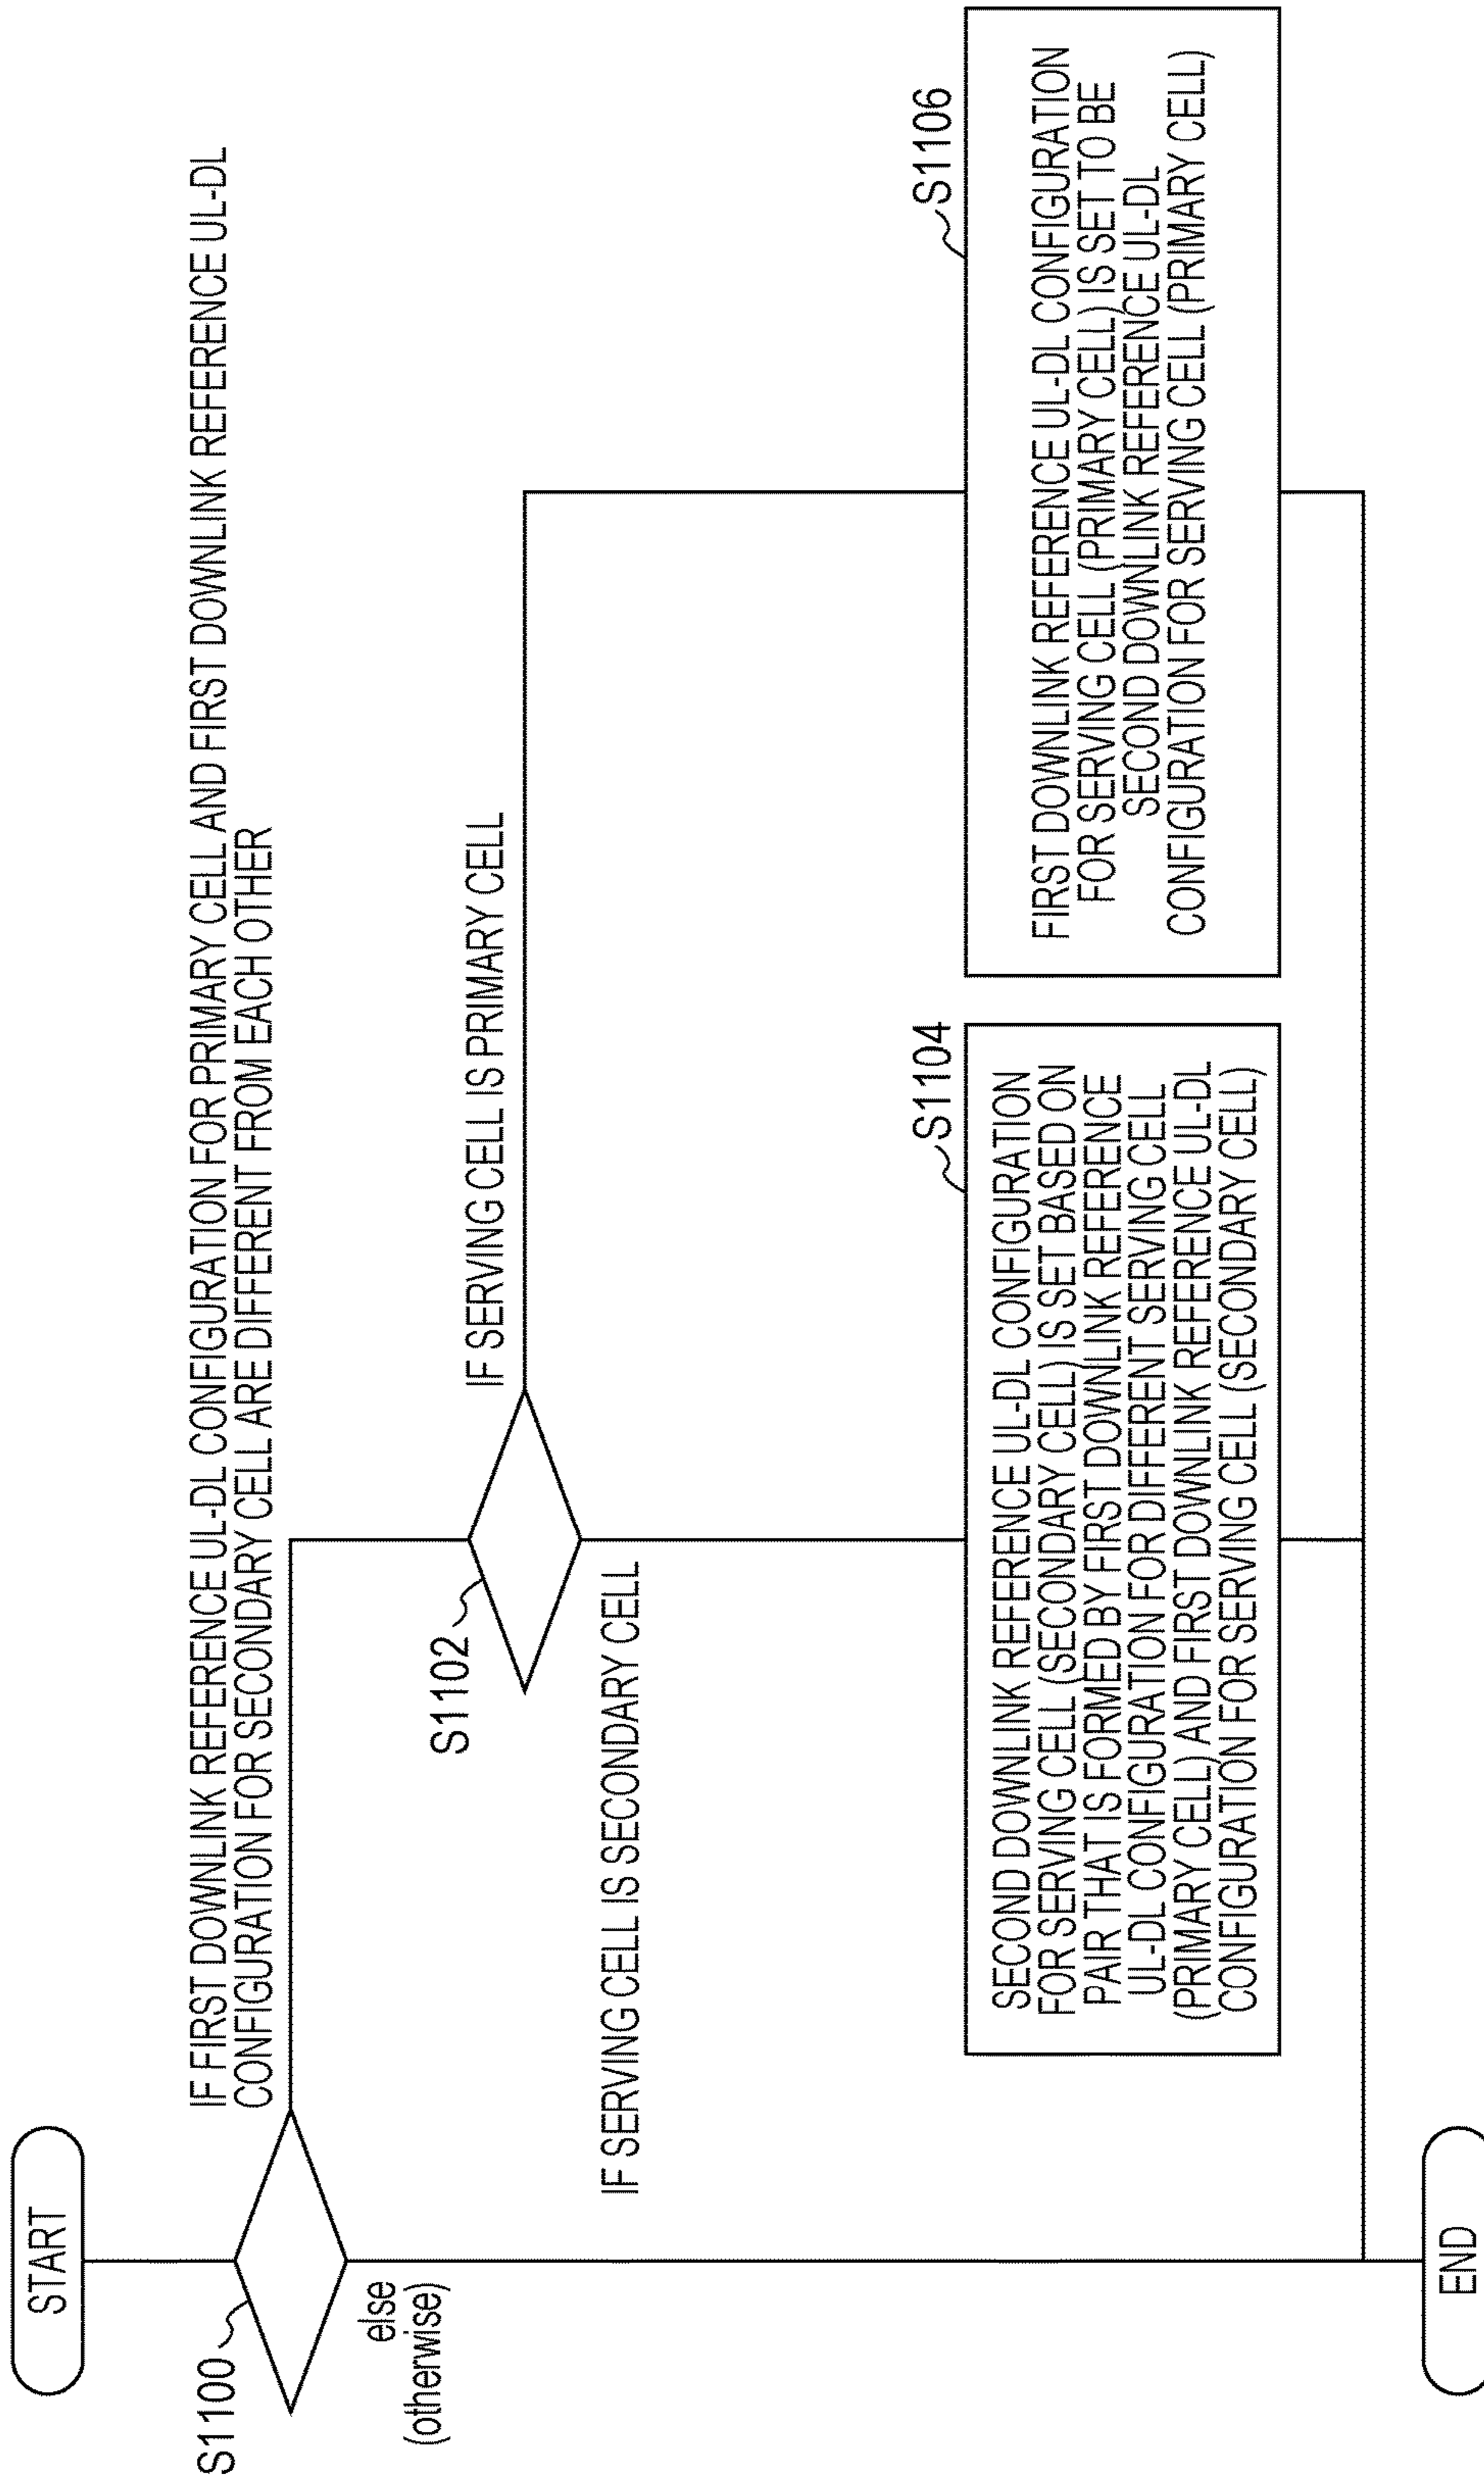 START
S1100
IF FIRST DOWNLINK REFERENCE UL-DL CONFIGURATION FOR PRIMARY CELL AND FIRST DOWNLINK REFERENCE UL-DL
CONFIGURATION FOR SECONDARY CELL ARE DIFFERENT FROM EACH OTHER
else
(otherwise)
S1102
IF SERVING CELL IS PRIMARY CELL
IF SERVING CELL IS SECONDARY CELL
S1104
SECOND DOWNLINK REFERENCE UL-DL CONFIGURATION
FOR SERVING CELL (SECONDARY CELL) IS SET BASED ON
PAIR THAT IS FORMED BY FIRST DOWNLINK REFERENCE
UL-DL CONFIGURATION FOR DIFFERENT SERVING CELL
(PRIMARY CELL) AND FIRST DOWNLINK REFERENCE UL-DL
CONFIGURATION FOR SERVING CELL (SECONDARY CELL)
S1106
FIRST DOWNLINK REFERENCE UL-DL CONFIGURATION
FOR SERVING CELL (PRIMARY CELL) IS SET TO BE
SECOND DOWNLINK REFERENCE UL-DL
CONFIGURATION FOR SERVING CELL (PRIMARY CELL)
END